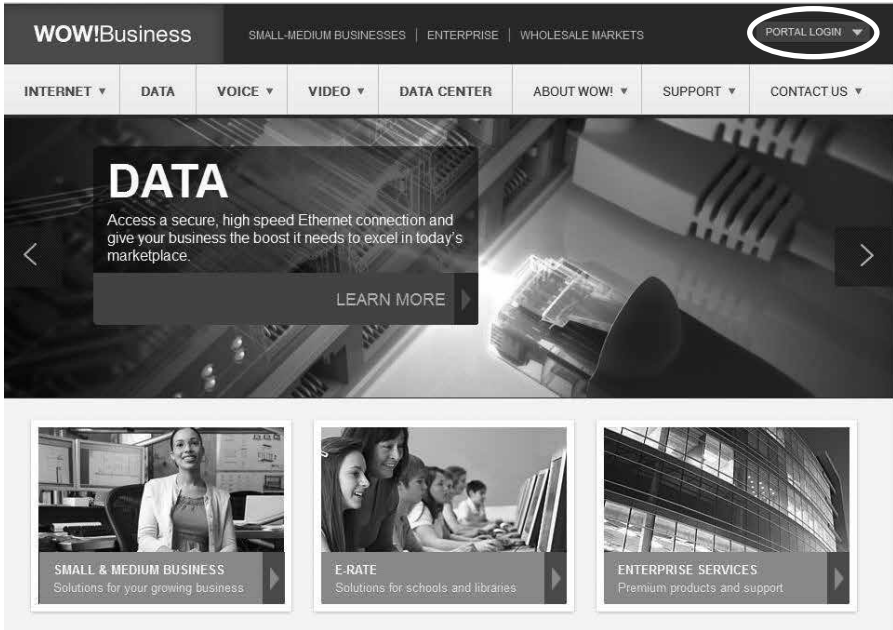 WOW!Business
SMALL-MEDIUM BUSINESSES | ENTERPRISE | WHOLESALE MARKETS
PORTAL LOGIN
INTERNET DATA VOICE VIDEO DATA CENTER ABOUT WOW! SUPPORT CONTACT US
DATA
Access a secure, high speed Ethernet connection and
give your business the boost it needs to excel in today's
marketplace.
LEARN MORE
SMALL & MEDIUM BUSINESS
Solutions for your growing business
E-RATE
Solutions for schools and libraries
ENTERPRISE SERVICES
Premium products and support